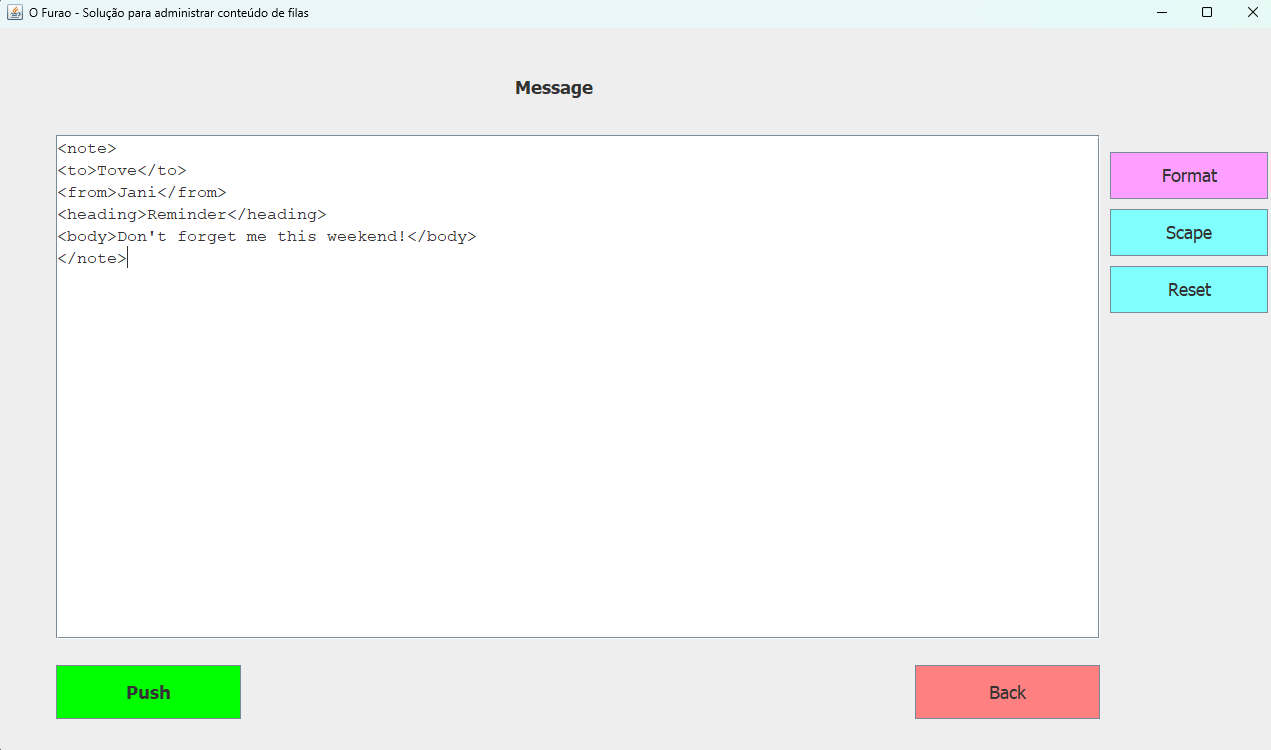 O Furao - Solução para administrar conteúdo de filas
Message
<note>
<to>Tove</to>
<from>Jani</from>
<heading>Reminder</heading>
<body>Don't forget me this weekend!</body>
</note>
Format
Scape
Reset
Push
Back